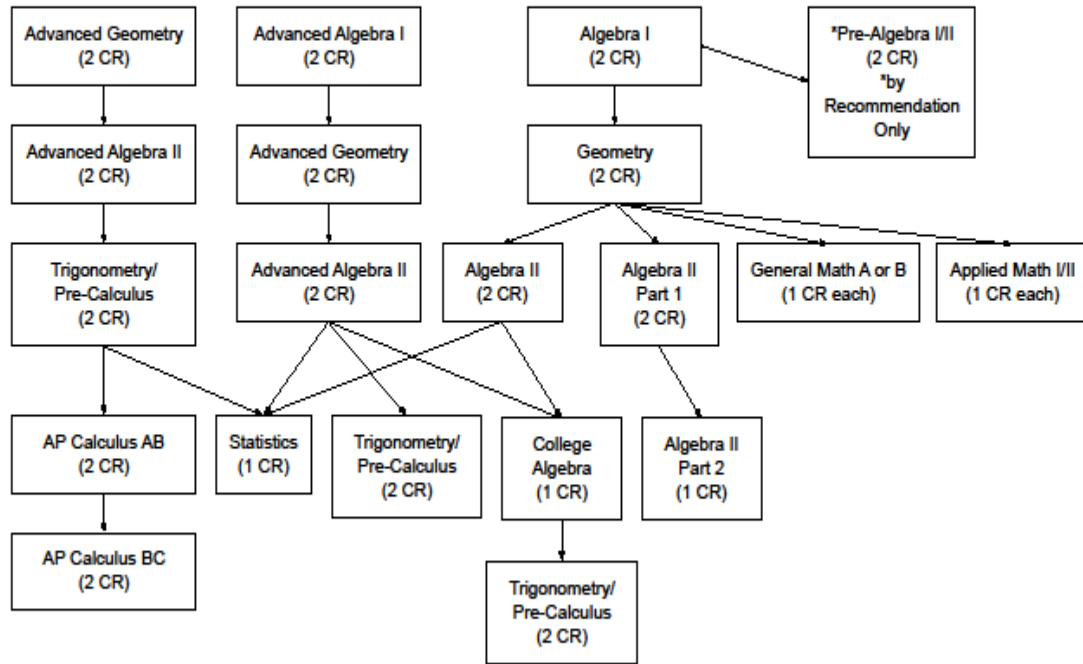 Advanced Geometry
(2 CR)
Advanced Algebra I
(2 CR)
Algebra I
(2 CR)
*Pre-Algebra I/II
(2 CR)
*by
Recommendation
Only
Advanced Algebra II
(2 CR)
Advanced Geometry
(2 CR)
Geometry
(2 CR)
Trigonometry/
Pre-Calculus
(2 CR)
Advanced Algebra II
(2 CR)
Algebra II
(2 CR)
Algebra II
Part 1
(2 CR)
General Math A or B
(1 CR each)
Applied Math I/II
(1 CR each)
AP Calculus AB
(2 CR)
Statistics
(1 CR)
Trigonometry/
Pre-Calculus
(2 CR)
College
Algebra
(1 CR)
Algebra II
Part 2
(1 CR)
AP Calculus BC
(2 CR)
Trigonometry/
Pre-Calculus
(2 CR)